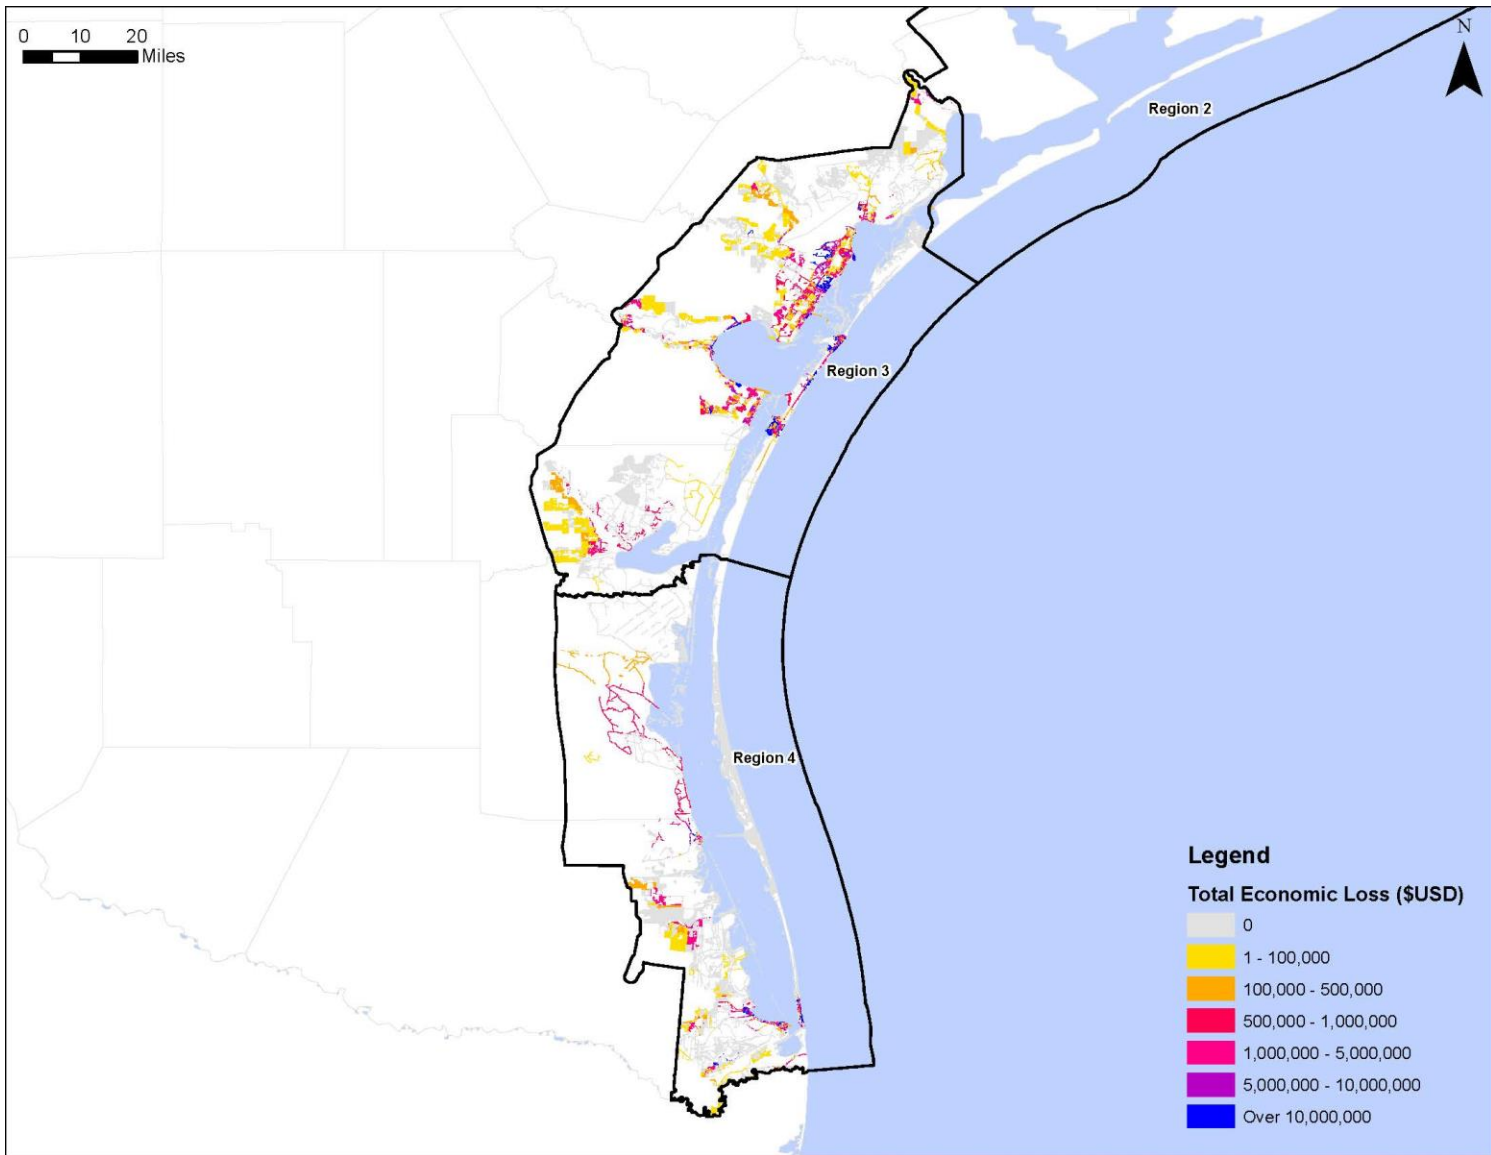 0 10 20
Miles
N
Region 2
Region 3
Region 4
Legend
Total Economic Loss ($USD)
0
1 - 100,000
100,000 - 500,000
500,000 - 1,000,000
1,000,000 - 5,000,000
5,000,000 - 10,000,000
Over 10,000,000